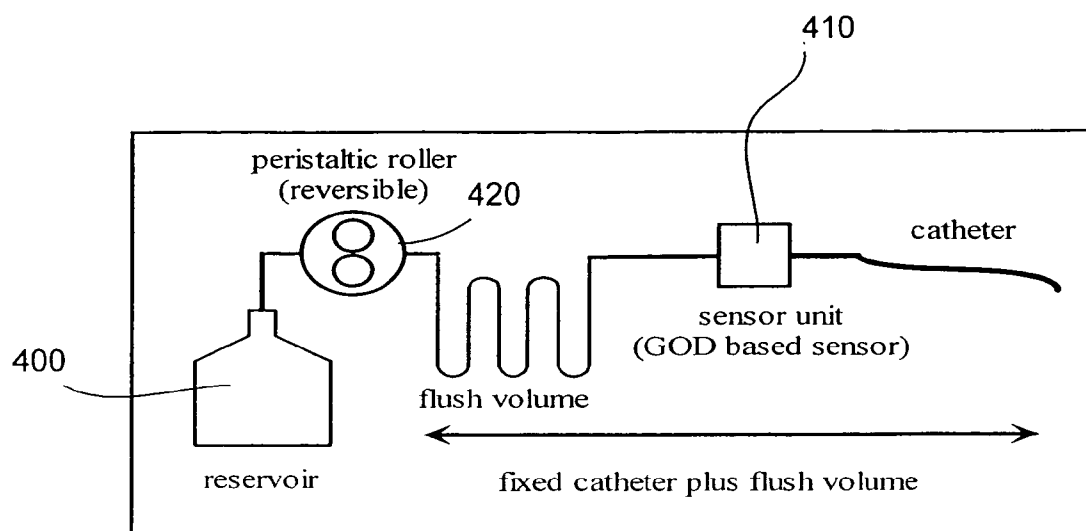 410
peristaltic roller
(reversible)
420
catheter
sensor unit
(GOD based sensor)
400
flush volume
reservoir
fixed catheter plus flush volume